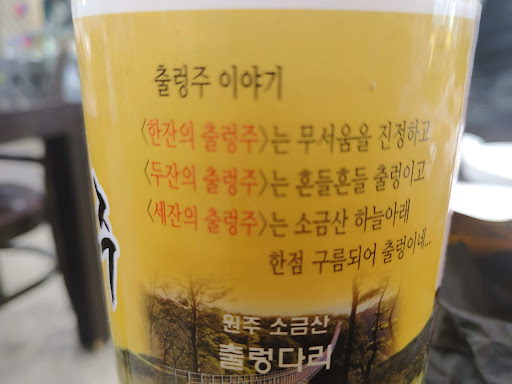 출렁주 이야기
<한잔의 출렁주>는 무서움을 진정하고
<두잔의 출렁주>는 흔들흔들 출렁이고
<세잔의 출렁주>는 소금산 하늘아래
한점 구름되어 출렁이네...
주
원주 소금산
출렁다리